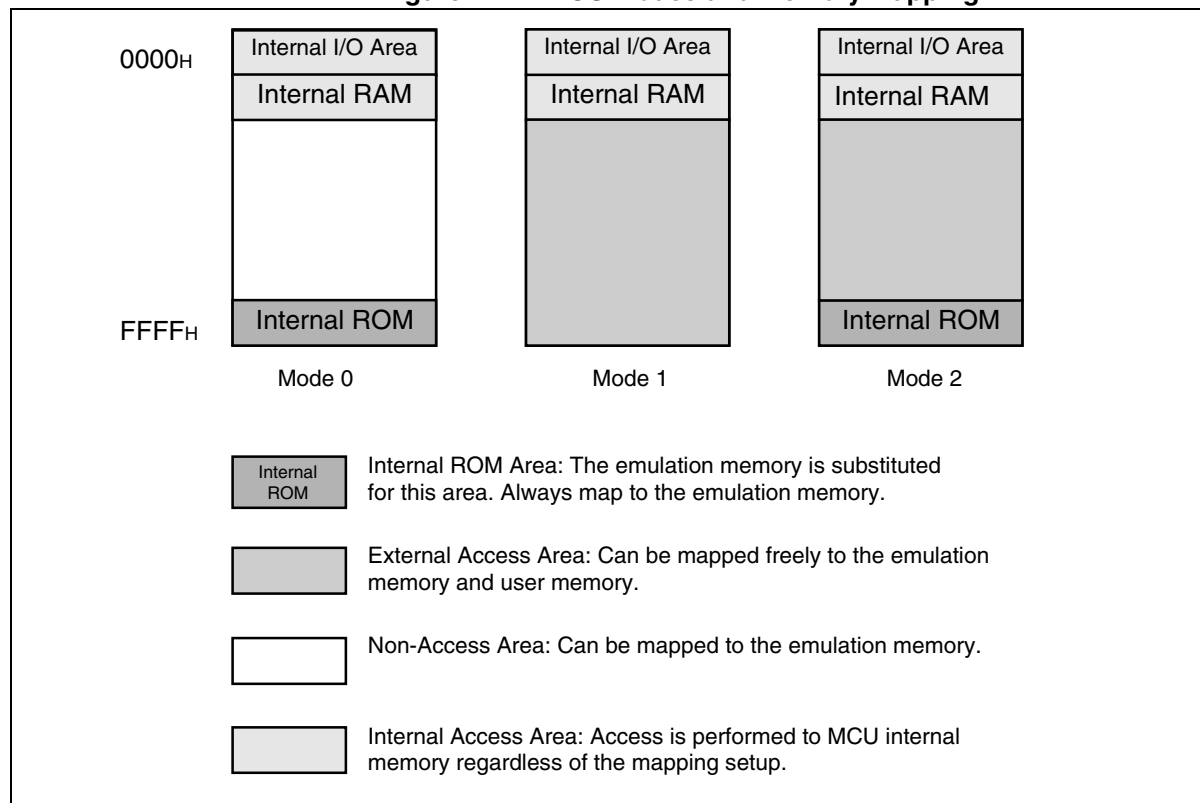 0000H
Internal I/O Area
Internal I/O Area
Internal I/O Area
Internal RAM
Internal RAM
Internal RAM
FFFFH
Internal ROM
Internal ROM
Mode 0
Mode 1
Mode 2
Internal
ROM
Internal ROM Area: The emulation memory is substituted
for this area. Always map to the emulation memory.
External Access Area: Can be mapped freely to the emulation
memory and user memory.
Non-Access Area: Can be mapped to the emulation memory.
Internal Access Area: Access is performed to MCU internal
memory regardless of the mapping setup.